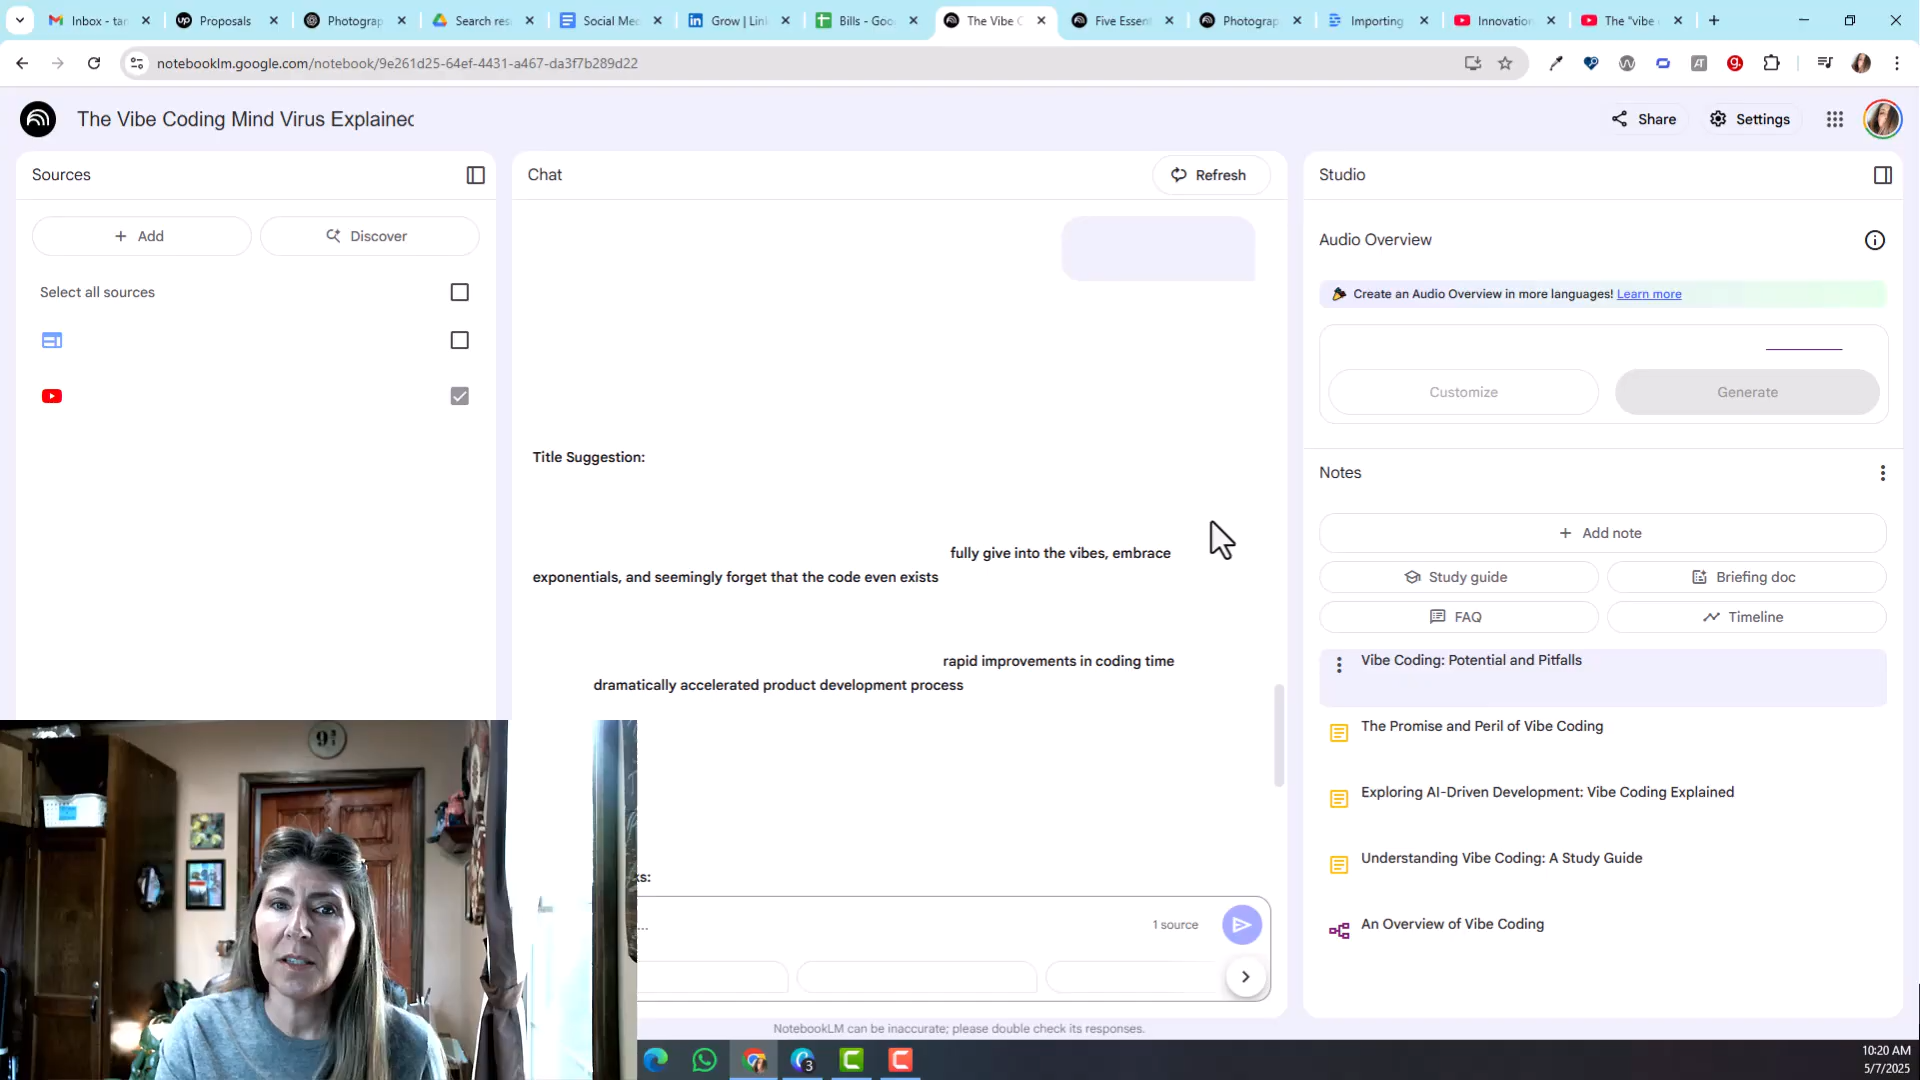 Inbox - tan
Proposals
Photograp
Search res
Social Me
Grow | Lin
Bills - Goo
The Vibe C
Five Essen
Photograp
Importing
Innovation
The "vibe
notebooklm.google.com/notebook/9e261d25-64ef-4431-a467-da3f7b289d22
The Vibe Coding Mind Virus Explained
Share
Settings
Sources
Chat
Refresh
Studio
Add
Discover
Audio Overview
Select all sources
Create an Audio Overview in more languages! Learn more
Customize
Generate
Title Suggestion:
Notes
fully give into the vibes, embrace
exponentials, and seemingly forget that the code even exists
Add note
Study guide
Briefing doc
FAQ
Timeline
rapid improvements in coding time
dramatically accelerated product development process
Vibe Coding: Potential and Pitfalls
The Promise and Peril of Vibe Coding
Exploring AI-Driven Development: Vibe Coding Explained
Understanding Vibe Coding: A Study Guide
An Overview of Vibe Coding
ks:
...
1 source
NotebookLM can be inaccurate; please double check its responses.
3
10:20 AM
5/7/2025